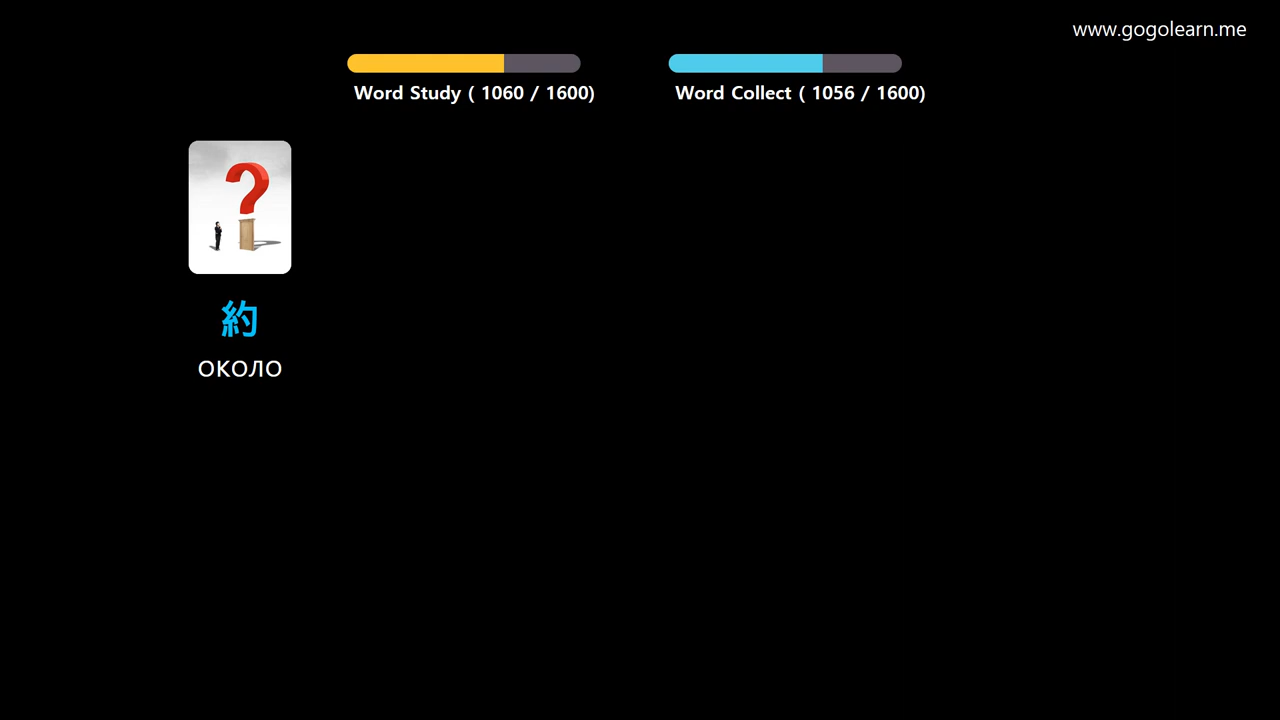 www.gogolearn.me
Word Study ( 1060 / 1600)
Word Collect ( 1056 / 1600)
約
ОКОЛО